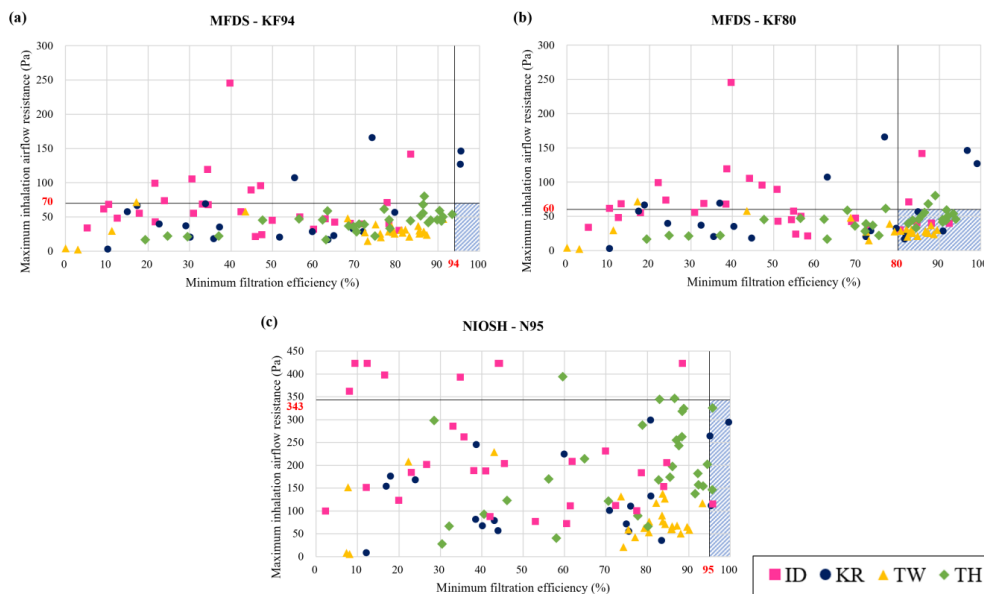 (a)
MFDS - KF94
Maximum inhalation airflow resistance (Pa)
300
250
200
150
100
70
50
0
0 10 20 30 40 50 60 70 80 90 94 100
Minimum filtration efficiency (%)
(b)
MFDS - KF80
Maximum inhalation airflow resistance (Pa)
300
250
200
150
100
60
50
0
0 10 20 30 40 50 60 70 80 90 100
Minimum filtration efficiency (%)
(c)
NIOSH - N95
Maximum inhalation airflow resistance (Pa)
450
400
343
300
250
200
150
100
50
0
0 10 20 30 40 50 60 70 80 90 95 100
Minimum filtration efficiency (%)
ID KR TW TH